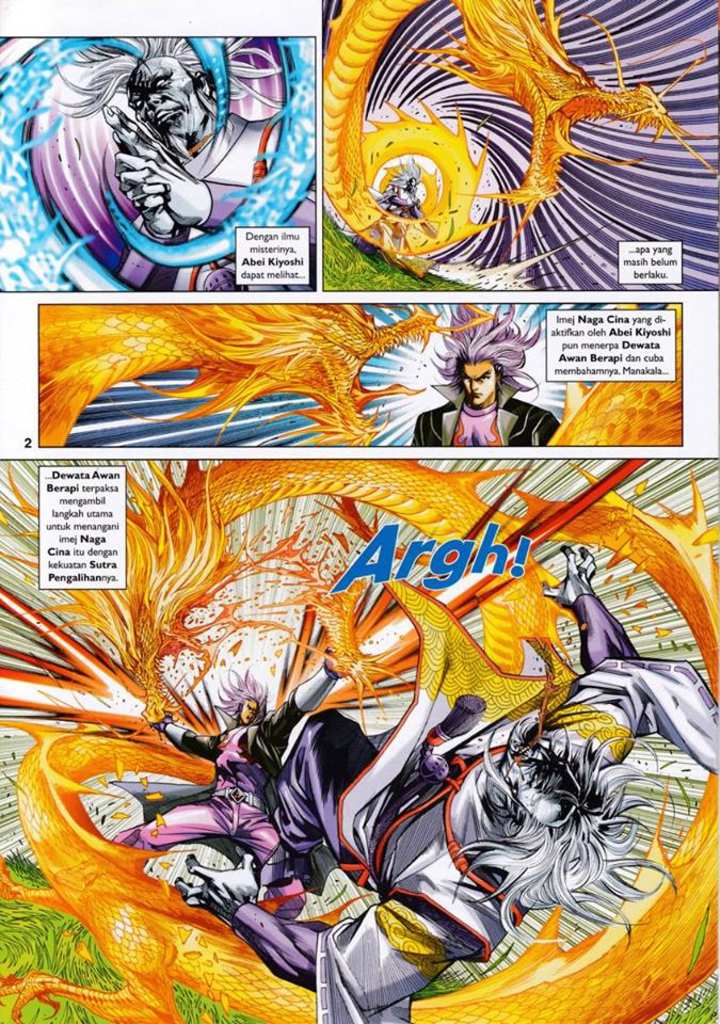 Dengan ilmu
misterinya,
Abei Kiyoshi
dapat melihat...
...apa yang
masih belum
berlaku.
Imej Naga Cina yang di-
aktifkan oleh Abei Kiyoshi
pun menerpa Dewata
Awan Berapi dan cuba
membahamnya. Manakala...
2
...Dewata Awan
Berapi terpaksa
mengambil
langkah utama
untuk menangani
imej Naga
Cina itu dengan
kekuatan Sutra
Pengalihannya.
Argh!